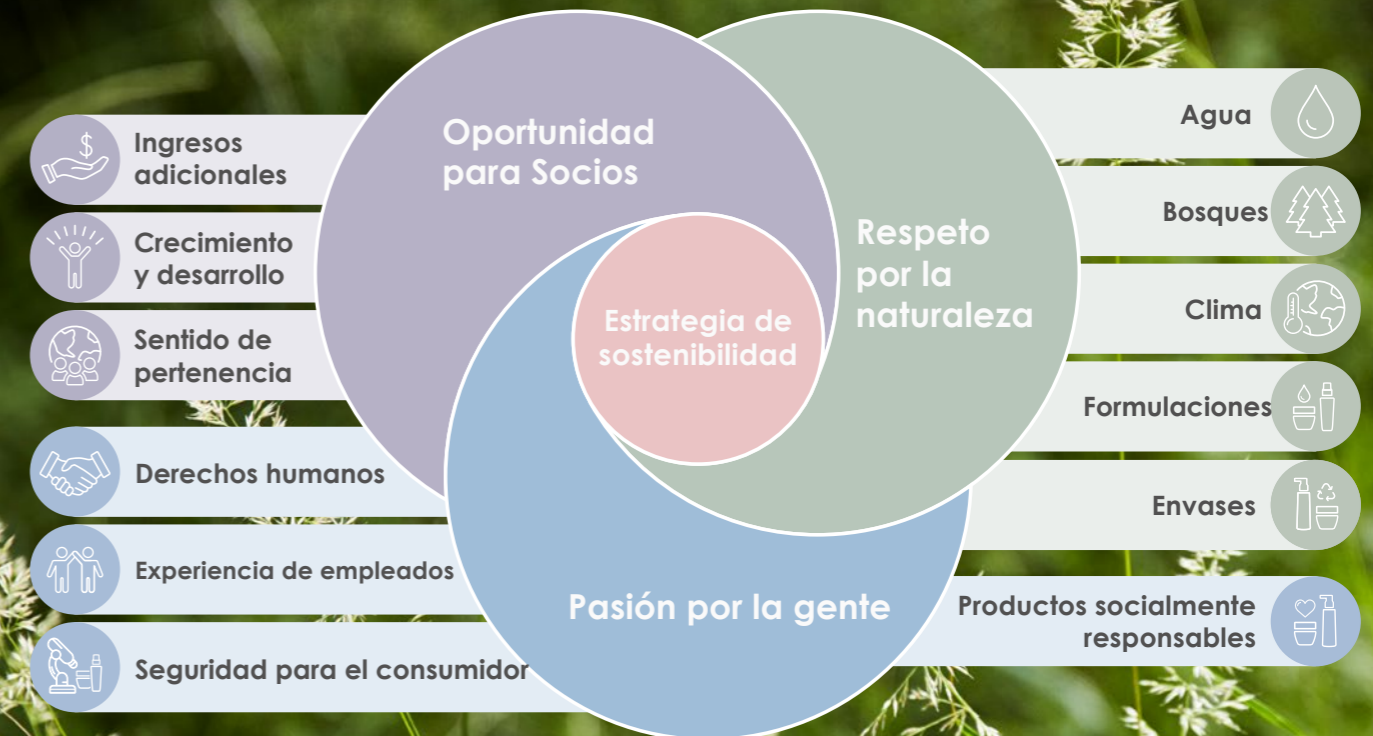 Oportunidad
para Socios
Ingresos
adicionales
Crecimiento
y desarrollo
Sentido de
pertenencia
Respeto
por la
naturaleza
Agua
Bosques
Clima
Formulaciones
Envases
Estrategia de
sostenibilidad
Pasión por la gente
Derechos humanos
Experiencia de empleados
Seguridad para el consumidor
Productos socialmente
responsables